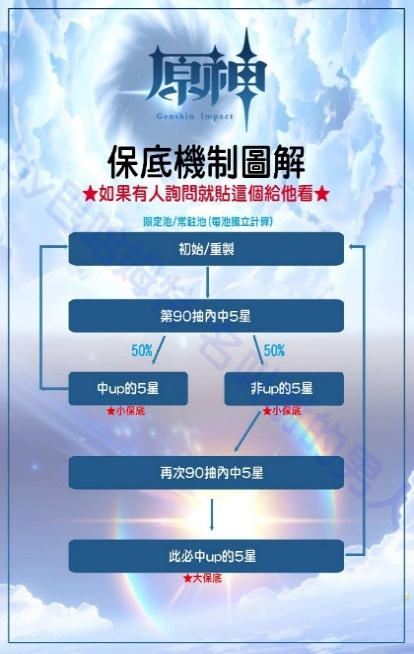 原神
Genshin Impact
保底機制圖解
★如果有人詢問就貼這個給他看★
限定池/常駐池(每池獨立計算)
初始/重製
第90抽內中5星
50%
50%
中up的5星
非up的5星
★小保底
★小保底
再次90抽內中5星
此必中up的5星
★大保底